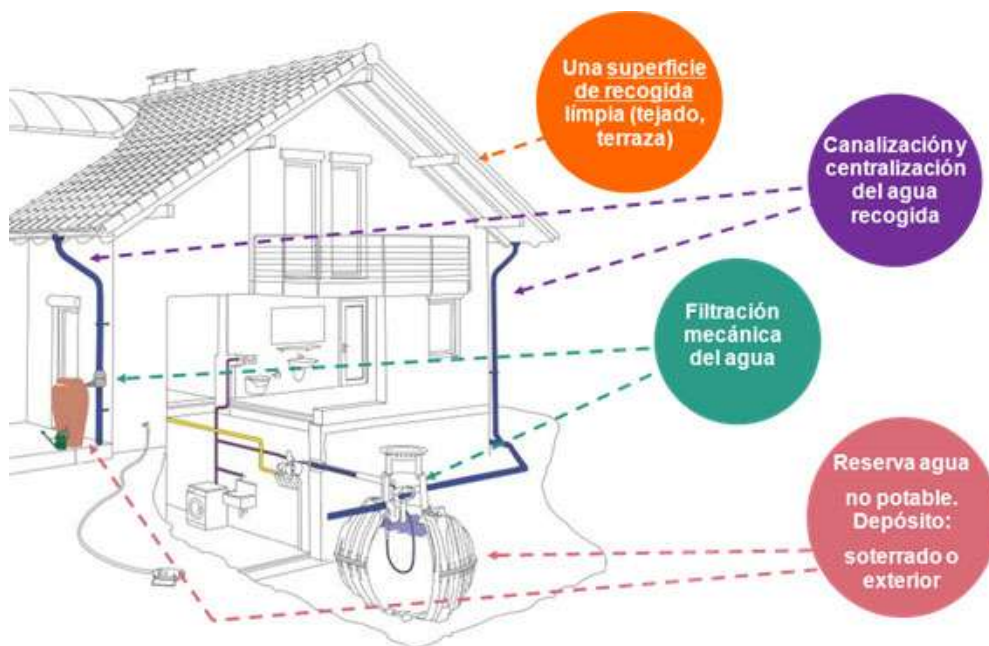 Una superficie
de recogida
límpia (tejado,
terraza)
Canalización y
centralización
del agua
recogida
Filtración
mecánica
del agua
Reserva agua
no potable.
Depósito:
soterrado o
exterior